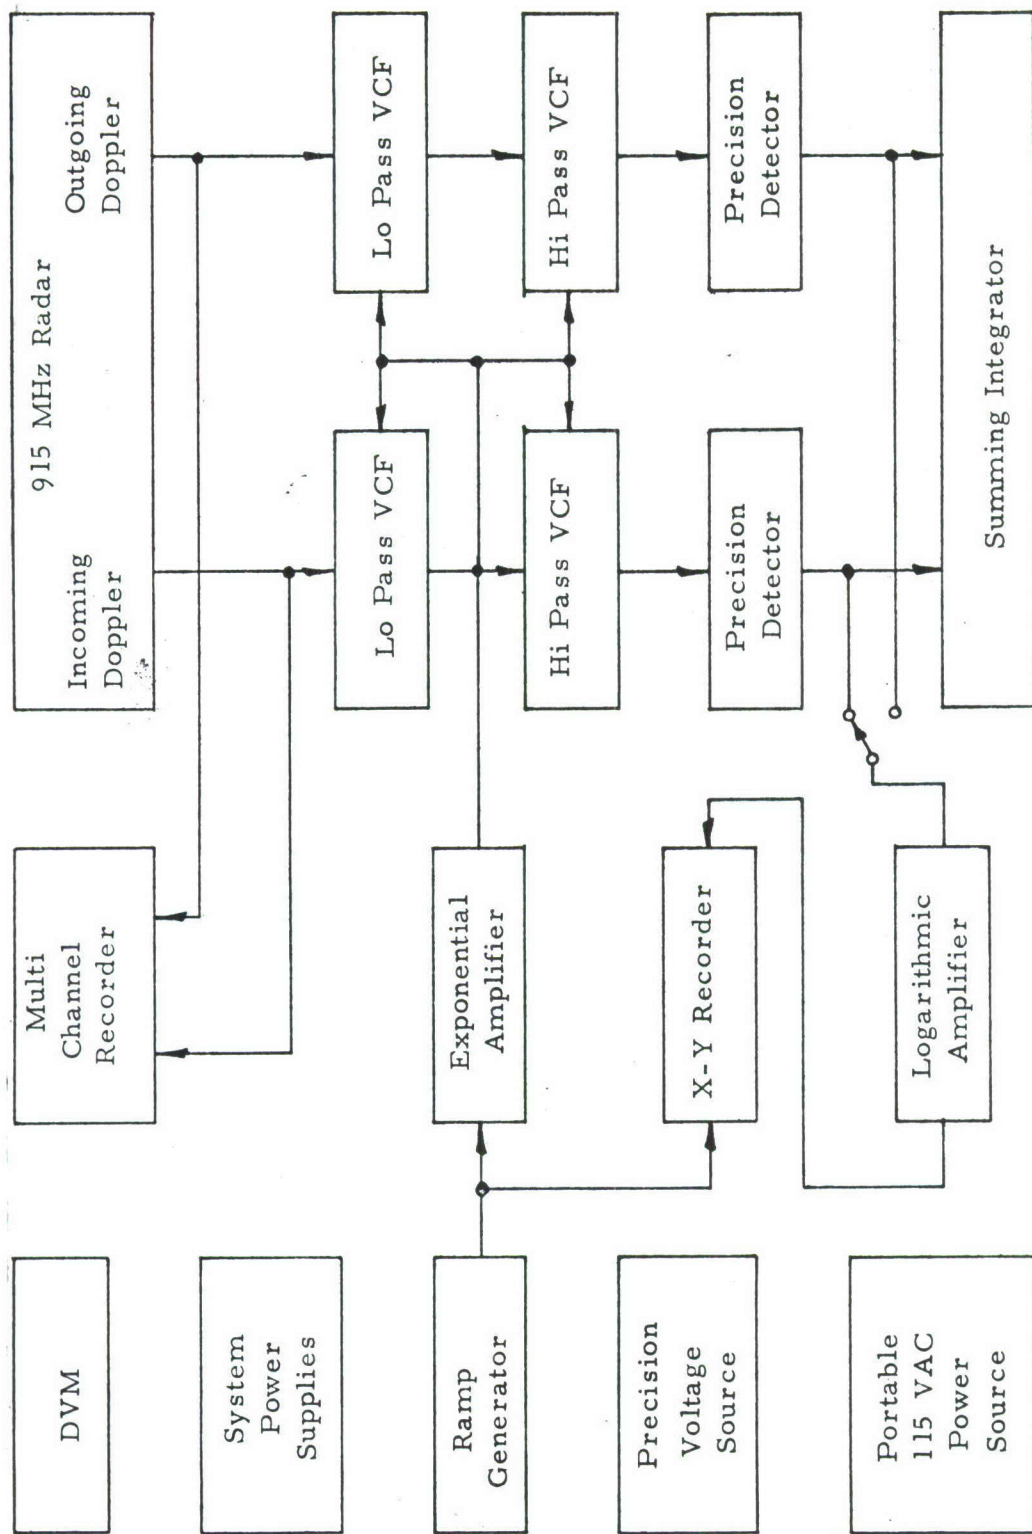 DVM
Multi
Channel
Recorder
915 MHz Radar
Incoming
Doppler
Outgoing
Doppler
System
Power
Supplies
Lo Pass VCF
Lo Pass VCF
Ramp
Generator
Exponential
Amplifier
Hi Pass VCF
Hi Pass VCF
Precision
Voltage
Source
X-Y Recorder
Precision
Detector
Precision
Detector
Portable
115 VAC
Power
Source
Logarithmic
Amplifier
Summing Integrator